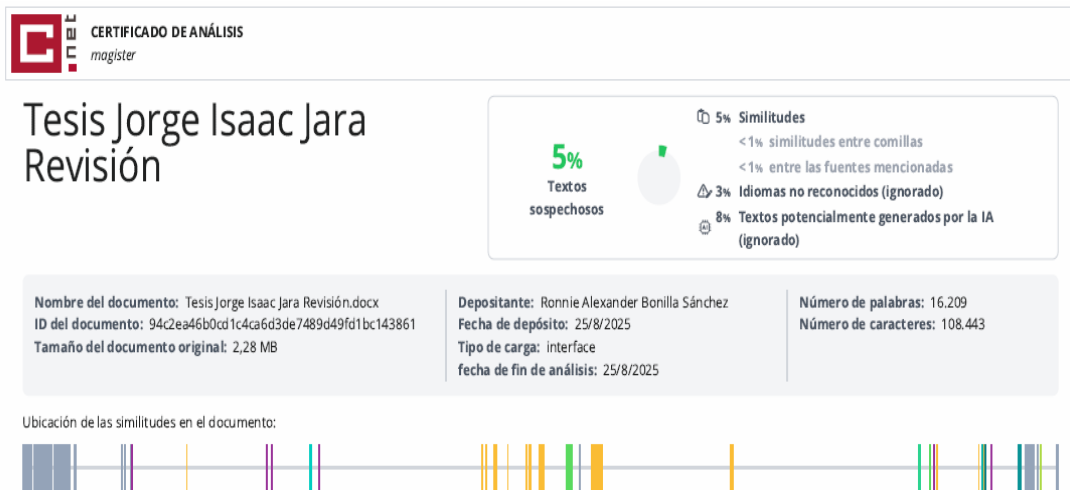 C.net
CERTIFICADO DE ANÁLISIS
magister
Tesis Jorge Isaac Jara
Revisión
5%
Textos
sospechosos
5% Similitudes
<1% similitudes entre comillas
<1% entre las fuentes mencionadas
3% Idiomas no reconocidos (ignorado)
8% Textos potencialmente generados por la IA
(ignorado)
Nombre del documento: Tesis Jorge Isaac Jara Revisión.docx
ID del documento: 94c2ea46b0cd1c4ca6d3de7489d49fd1bc143861
Tamaño del documento original: 2,28 MB
Depositante: Ronnie Alexander Bonilla Sánchez
Fecha de depósito: 25/8/2025
Tipo de carga: interface
fecha de fin de análisis: 25/8/2025
Número de palabras: 16.209
Número de caracteres: 108.443
Ubicación de las similitudes en el documento: